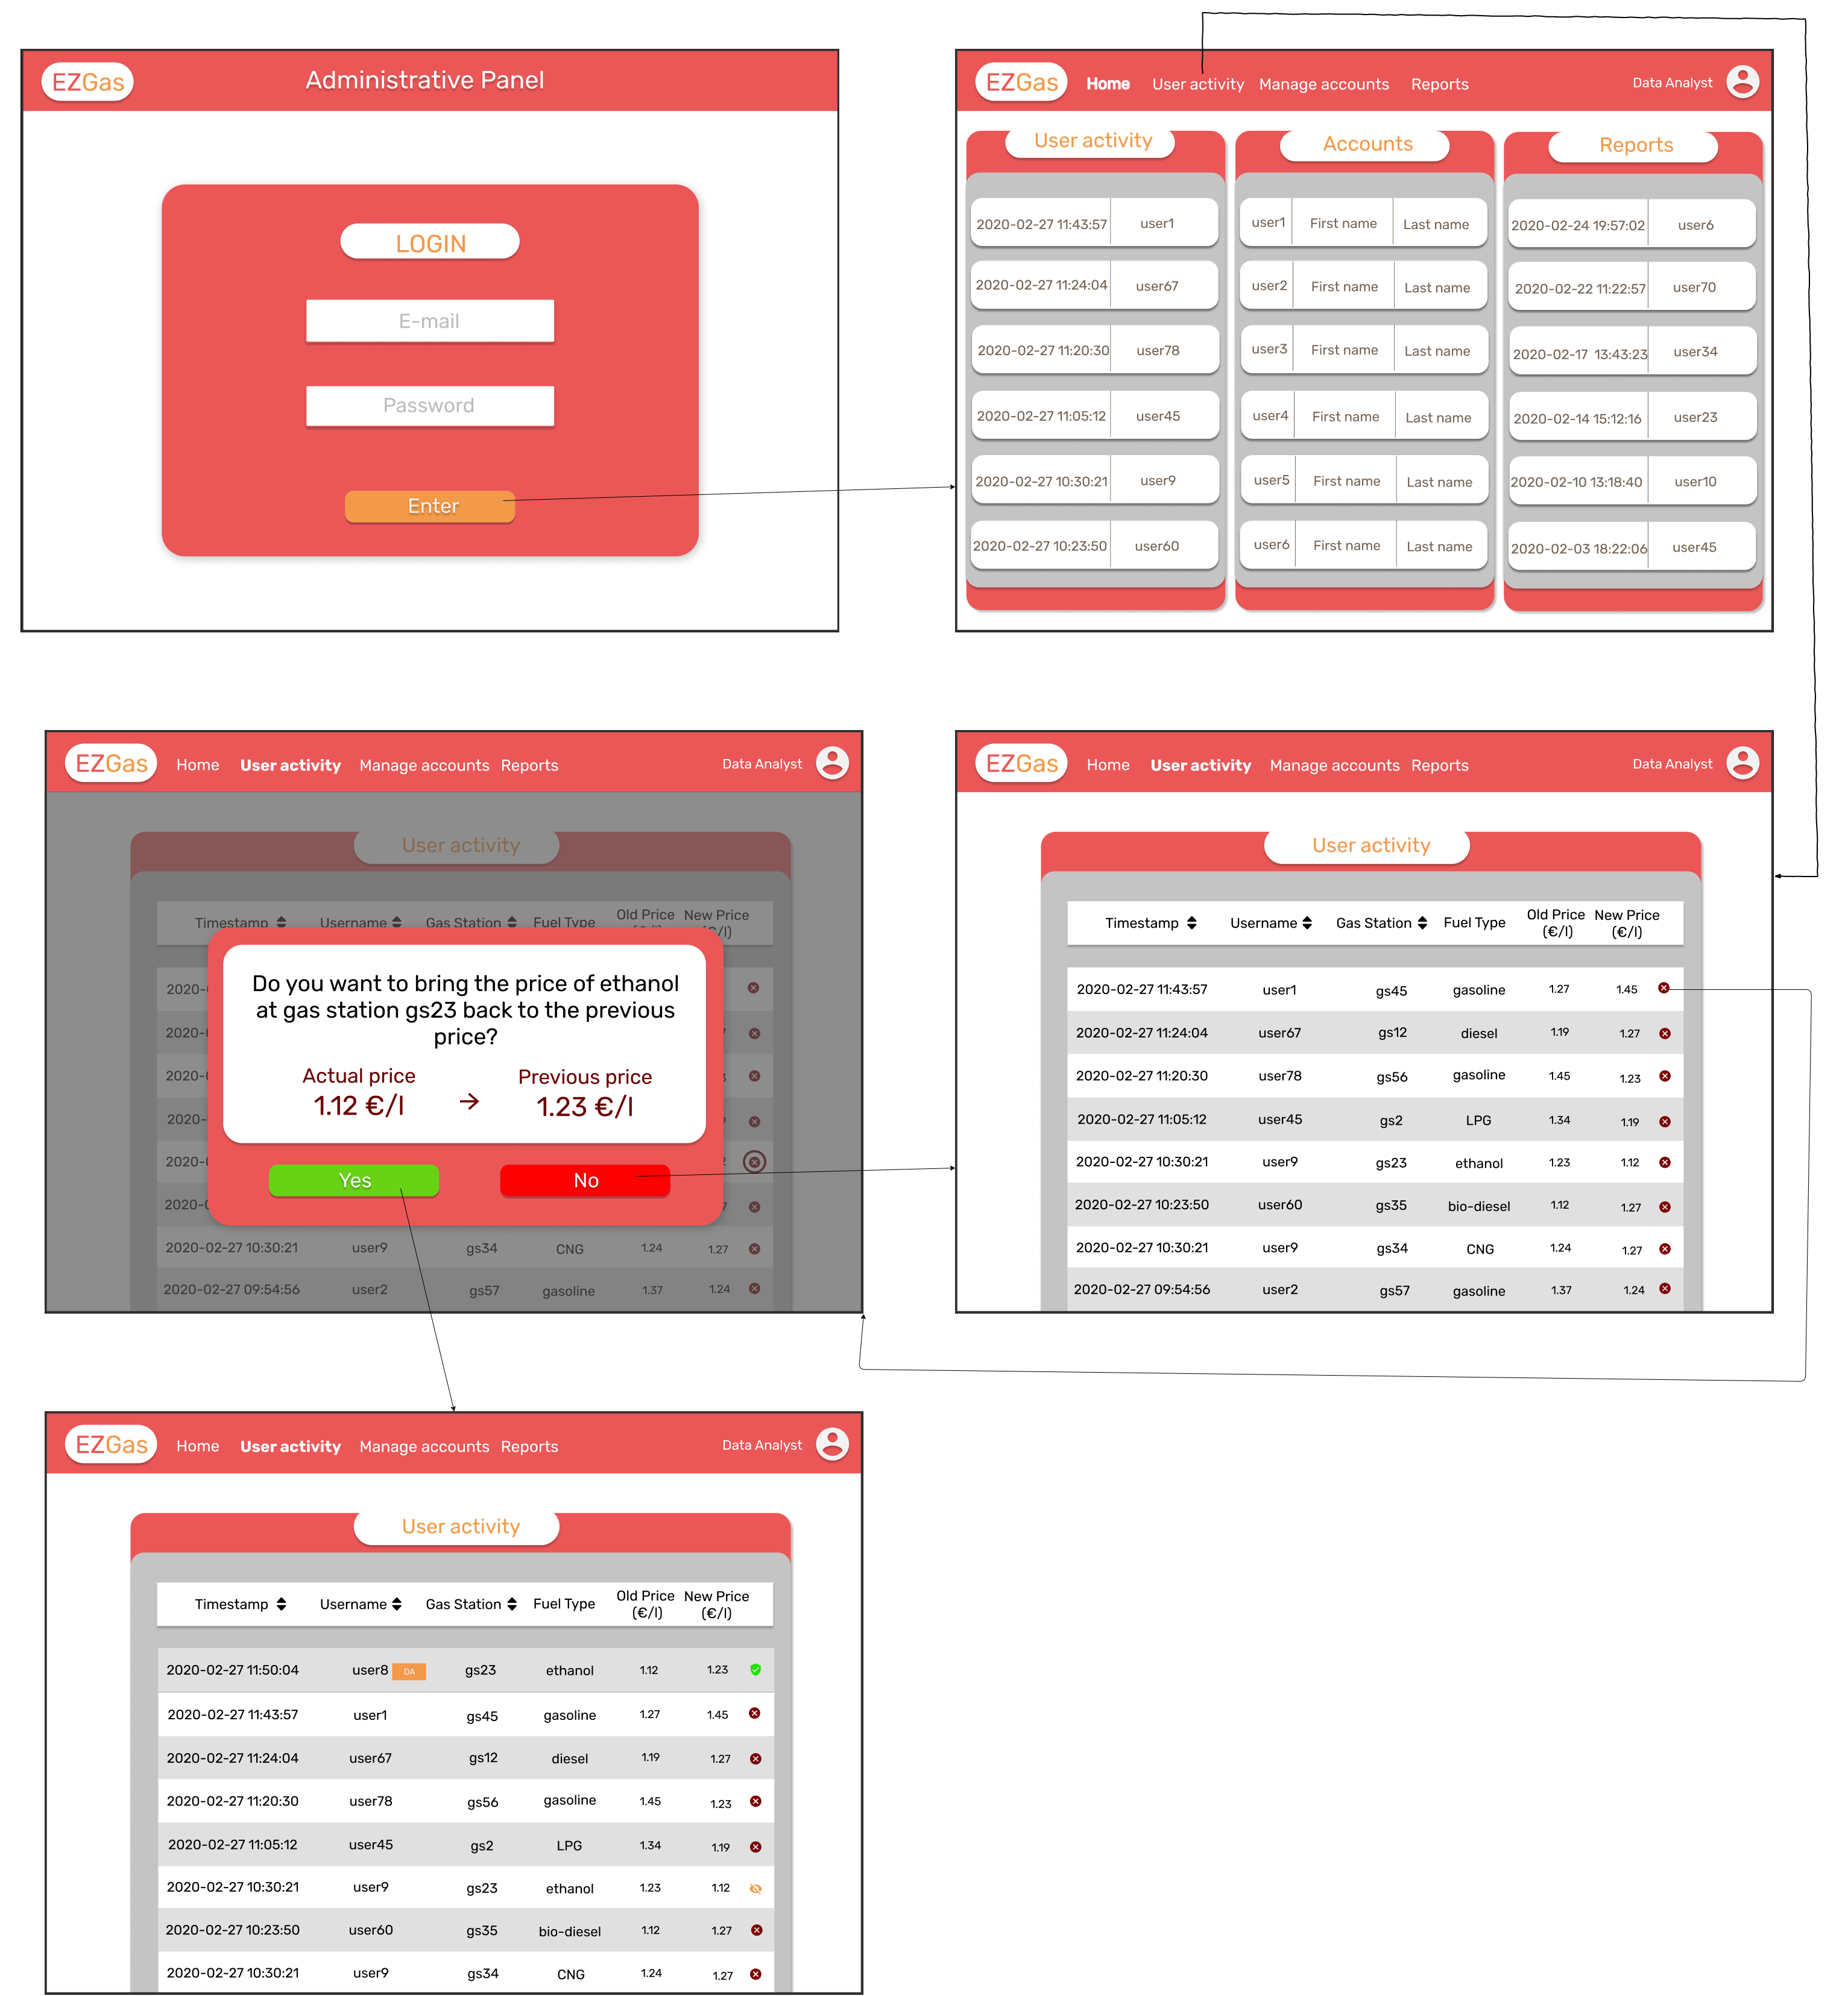 EZGas Administrative Panel
LOGIN
E-mail
Password
Enter
EZGas Home User activity Manage accounts Reports Data Analyst
User activity Accounts Reports
2020-02-27 11:43:57 user1 user1 First name Last name 2020-02-24 19:57:02 user6
2020-02-27 11:24:04 user67 user2 First name Last name 2020-02-22 11:22:57 user70
2020-02-27 11:20:30 user78 user3 First name Last name 2020-02-17 13:43:23 user34
2020-02-27 11:05:12 user45 user4 First name Last name 2020-02-14 15:12:16 user23
2020-02-27 10:30:21 user9 user5 First name Last name 2020-02-10 13:18:40 user10
2020-02-27 10:23:50 user60 user6 First name Last name 2020-02-03 18:22:06 user45
EZGas Home User activity Manage accounts Reports Data Analyst
User activity
Timestamp Username Gas Station Fuel Type Old Price New Price
Do you want to bring the price of ethanol
at gas station gs23 back to the previous
price?
Actual price → Previous price
1.12 €/l 1.23 €/l
Yes No
2020-02-27 10:30:21 user9 gs34 CNG 1.24 1.27
2020-02-27 09:54:56 user2 gs57 gasoline 1.37 1.24
EZGas Home User activity Manage accounts Reports Data Analyst
User activity
Timestamp Username Gas Station Fuel Type Old Price (€/l) New Price (€/l)
2020-02-27 11:43:57 user1 gs45 gasoline 1.27 1.45
2020-02-27 11:24:04 user67 gs12 diesel 1.19 1.27
2020-02-27 11:20:30 user78 gs56 gasoline 1.45 1.23
2020-02-27 11:05:12 user45 gs2 LPG 1.34 1.19
2020-02-27 10:30:21 user9 gs23 ethanol 1.23 1.12
2020-02-27 10:23:50 user60 gs35 bio-diesel 1.12 1.27
2020-02-27 10:30:21 user9 gs34 CNG 1.24 1.27
2020-02-27 09:54:56 user2 gs57 gasoline 1.37 1.24
EZGas Home User activity Manage accounts Reports Data Analyst
User activity
Timestamp Username Gas Station Fuel Type Old Price (€/l) New Price (€/l)
2020-02-27 11:50:04 user8 DA gs23 ethanol 1.12 1.23
2020-02-27 11:43:57 user1 gs45 gasoline 1.27 1.45
2020-02-27 11:24:04 user67 gs12 diesel 1.19 1.27
2020-02-27 11:20:30 user78 gs56 gasoline 1.45 1.23
2020-02-27 11:05:12 user45 gs2 LPG 1.34 1.19
2020-02-27 10:30:21 user9 gs23 ethanol 1.23 1.12
2020-02-27 10:23:50 user60 gs35 bio-diesel 1.12 1.27
2020-02-27 10:30:21 user9 gs34 CNG 1.24 1.27